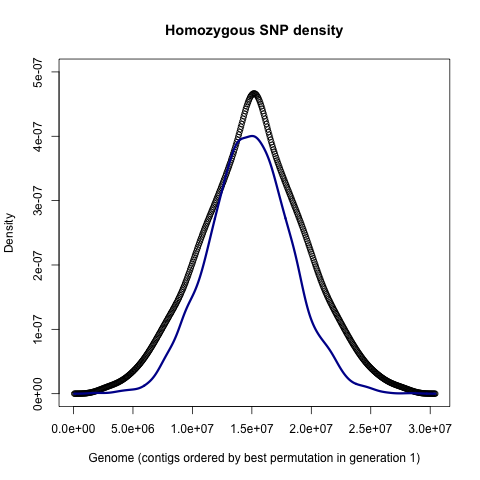 Homozygous SNP density
Density
5e-07
4e-07
3e-07
2e-07
1e-07
0e+00
0.0e+00 5.0e+06 1.0e+07 1.5e+07 2.0e+07 2.5e+07 3.0e+07
Genome (contigs ordered by best permutation in generation 1)